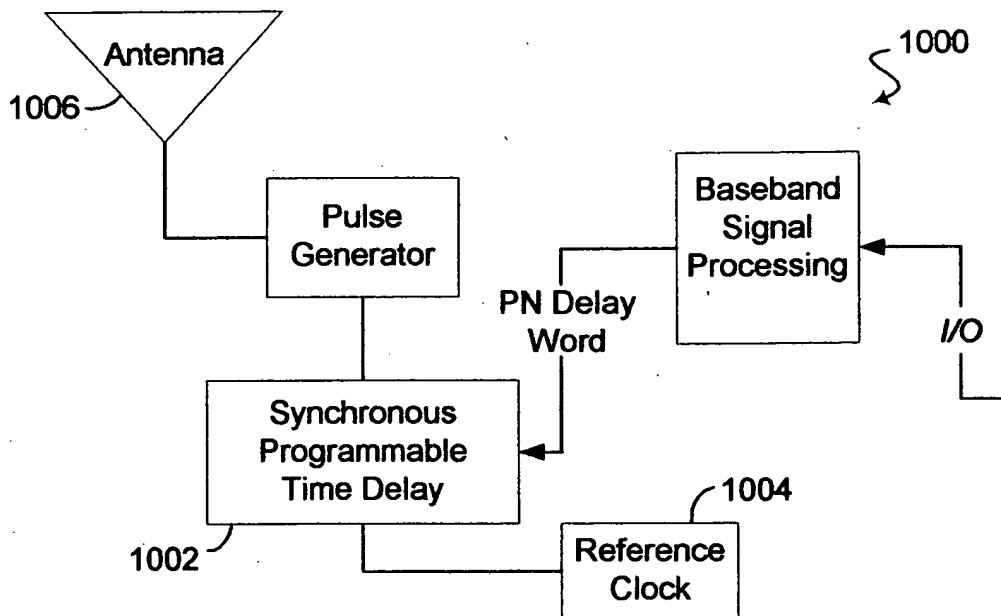 Antenna
1000
1006
Baseband
Signal
Processing
Pulse
Generator
PN Delay
Word
I/O
Synchronous
Programmable
Time Delay
1004
1002
Reference
Clock